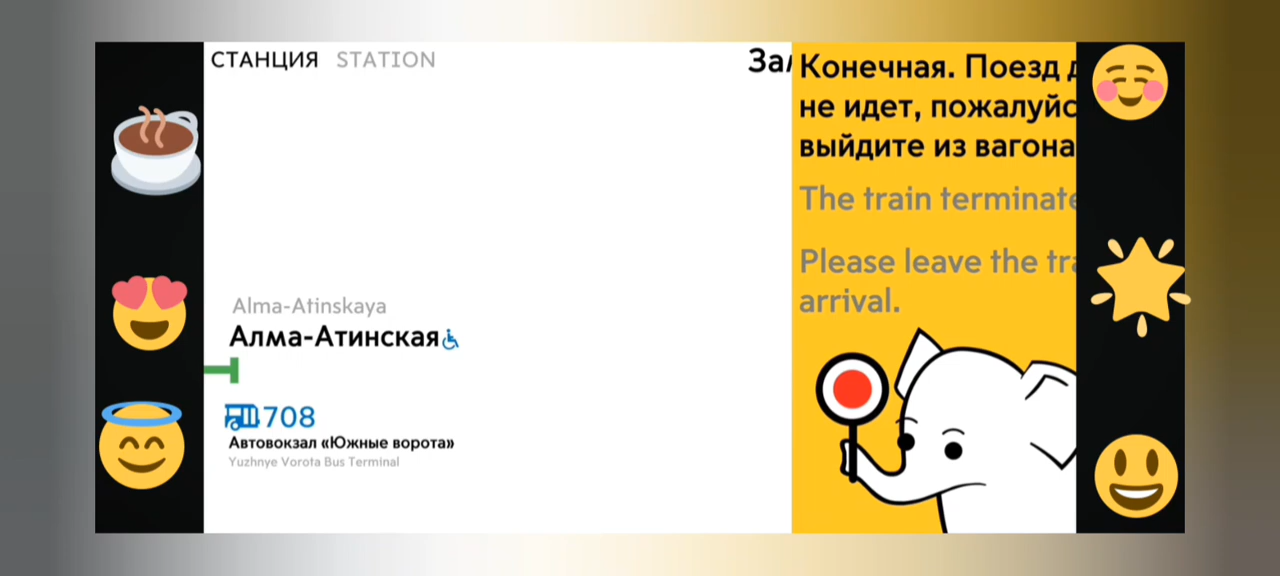 СТАНЦИЯ STATION
Alma-Atinskaya
Алма-Атинская
708
Автовокзал «Южные ворота»
Yuzhnye Vorota Bus Terminal
Конечная. Поезд
не идет, пожалуйс
выйдите из вагона
The train terminate
Please leave the tra
arrival.